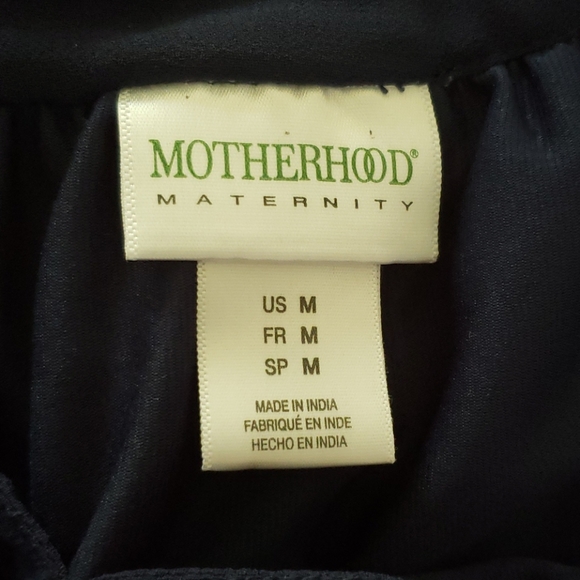 MOTHERHOOD®
MATERNITY
US M
FR M
SP M
MADE IN INDIA
FABRIQUÉ EN INDE
HECHO EN INDIA